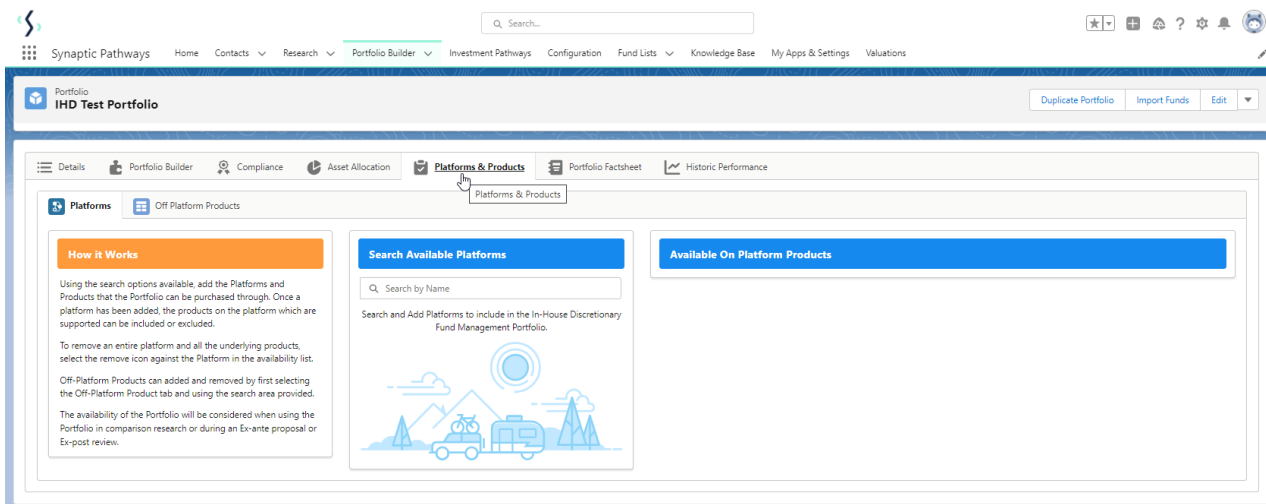 Search...
Synaptic Pathways
Home
Contacts
Research
Portfolio Builder
Investment Pathways
Configuration
Fund Lists
Knowledge Base
My Apps & Settings
Valuations
Portfolio
IHD Test Portfolio
Duplicate Portfolio
Import Funds
Edit
Details
Portfolio Builder
Compliance
Asset Allocation
Platforms & Products
Portfolio Factsheet
Historic Performance
Platforms & Products
Platforms
Off Platform Products
How it Works
Using the search options available, add the Platforms and
Products that the Portfolio can be purchased through. Once a
platform has been added, the products on the platform which are
supported can be included or excluded.
To remove an entire platform and all the underlying products,
select the remove icon against the Platform in the availability list.
Off-Platform Products can added and removed by first selecting
the Off-Platform Product tab and using the search area provided.
The availability of the Portfolio will be considered when using the
Portfolio in comparison research or during an Ex-ante proposal or
Ex-post review.
Search Available Platforms
Search by Name
Search and Add Platforms to include in the In-House Discretionary
Fund Management Portfolio.
Available On Platform Products